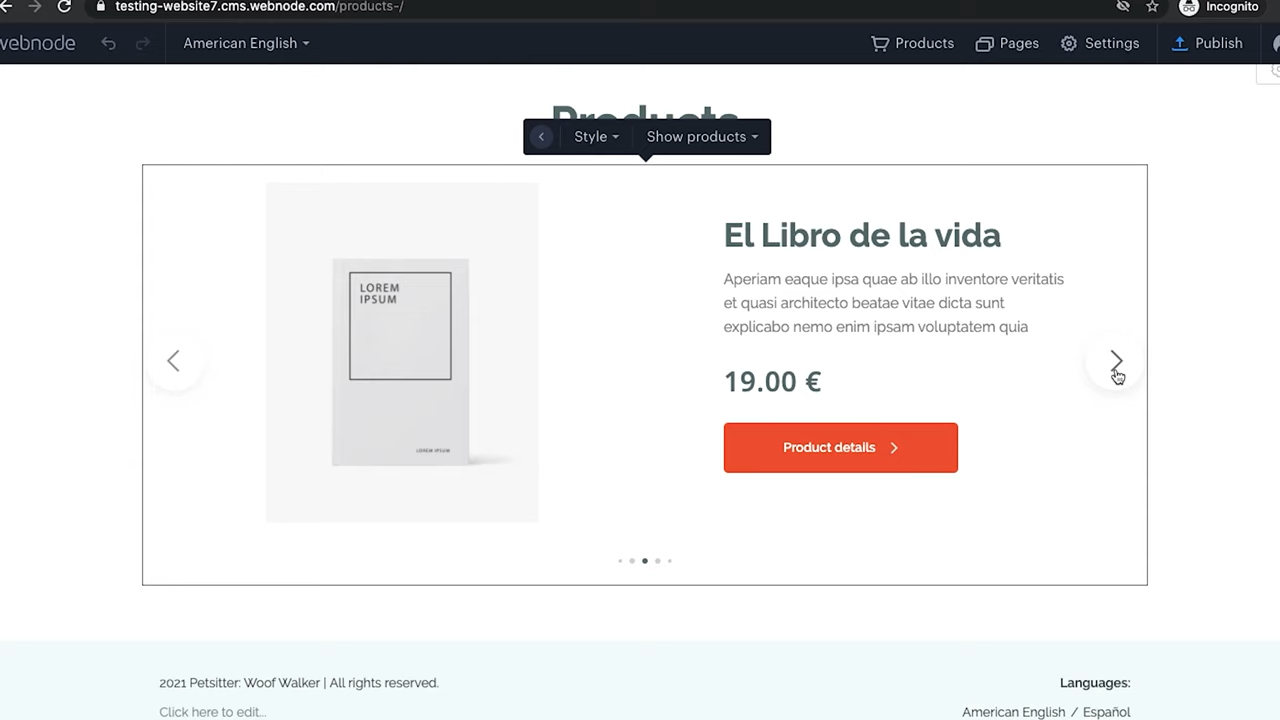 testing-website7.cms.webnode.com/products-/
Incognito
webnode
American English
Products
Pages
Settings
Publish
Products
Style
Show products
LOREM
IPSUM
LOREM IPSUM
El Libro de la vida
Aperiam eaque ipsa quae ab illo inventore veritatis
et quasi architecto beatae vitae dicta sunt
explicabo nemo enim ipsam voluptatem quia
19.00 €
Product details
2021 Petsitter: Woof Walker | All rights reserved.
Languages:
Click here to edit...
American English / Español